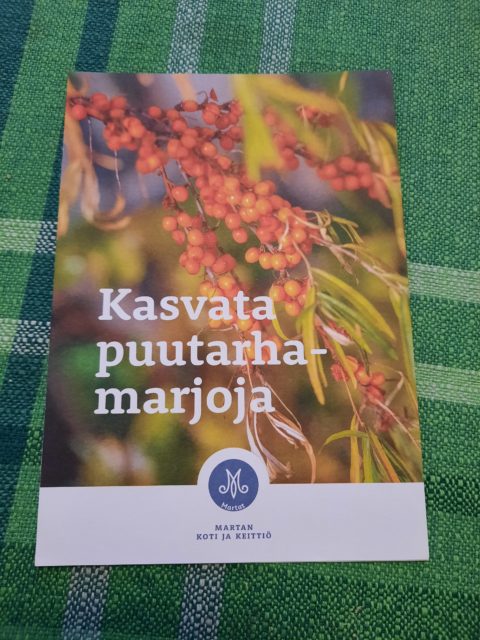 Kasvata
puutarha-
marjoja
Martat
MARTAN
KOTI JA KEITTIÖ